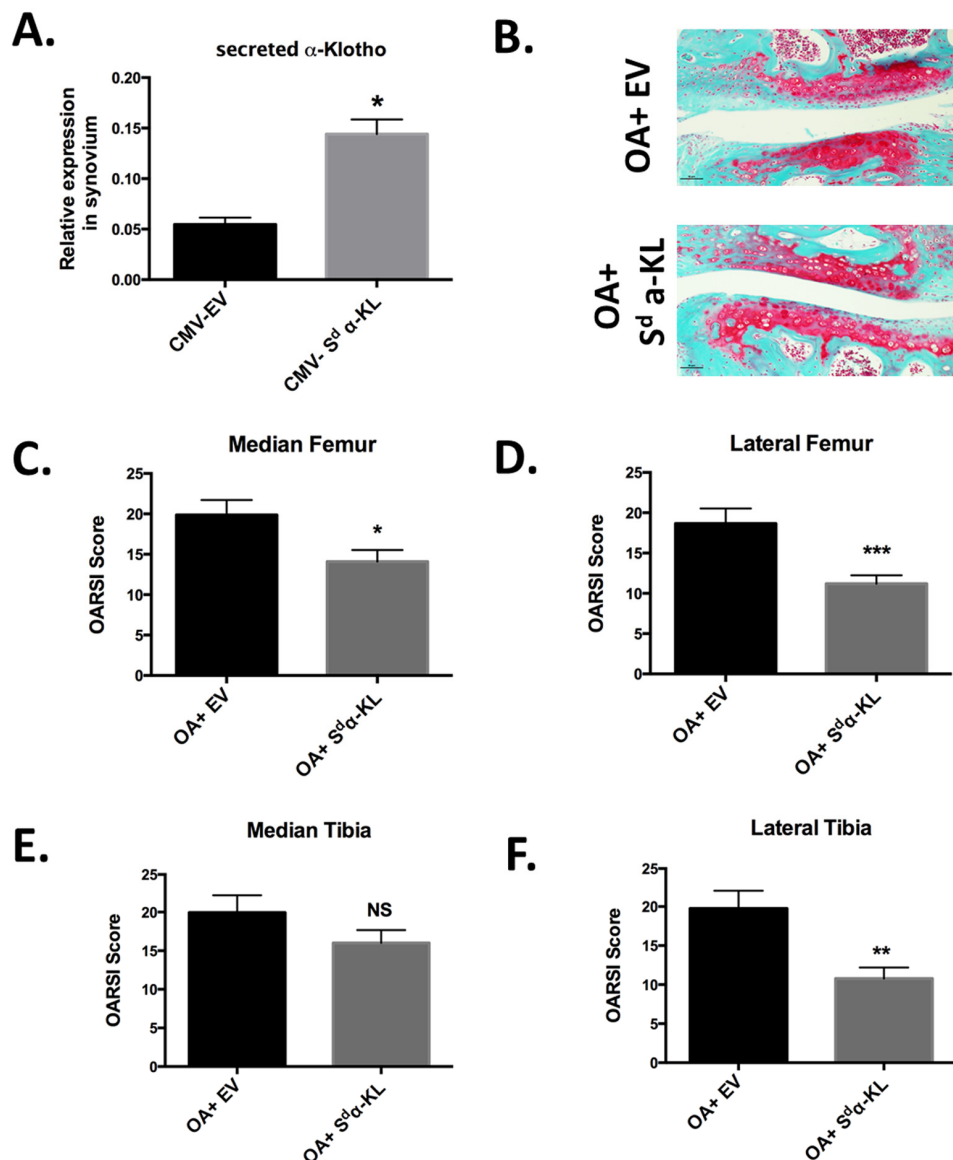 A.
secreted α-Klotho
Relative expression
in synovium
0.20
0.15
0.10
0.05
0.00
*
CMV-EV
CMV- Sᵈ α-KL
B.
OA+ EV
OA+
Sᵈ a-KL
C.
Median Femur
OARSI Score
25
20
15
10
5
0
*
OA+ EV
OA+ Sᵈα-KL
D.
Lateral Femur
OARSI Score
25
20
15
10
5
0
***
OA+ EV
OA+ Sᵈα-KL
E.
Median Tibia
OARSI Score
25
20
15
10
5
0
NS
OA+ EV
OA+ Sᵈα-KL
F.
Lateral Tibia
OARSI Score
25
20
15
10
5
0
**
OA+ EV
OA+ Sᵈα-KL